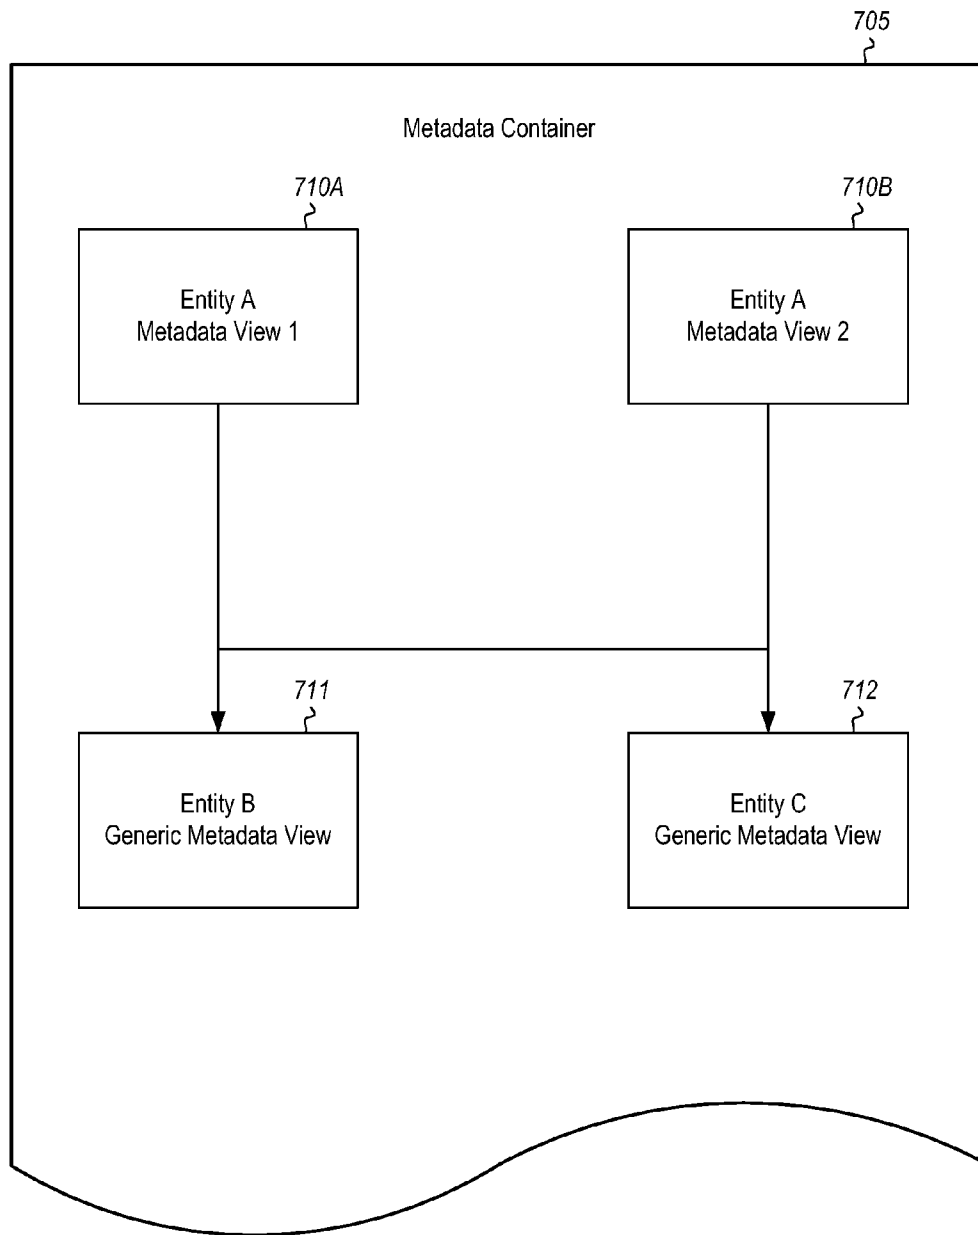 705
Metadata Container
710A
710B
Entity A
Metadata View 1
Entity A
Metadata View 2
711
712
Entity B
Generic Metadata View
Entity C
Generic Metadata View